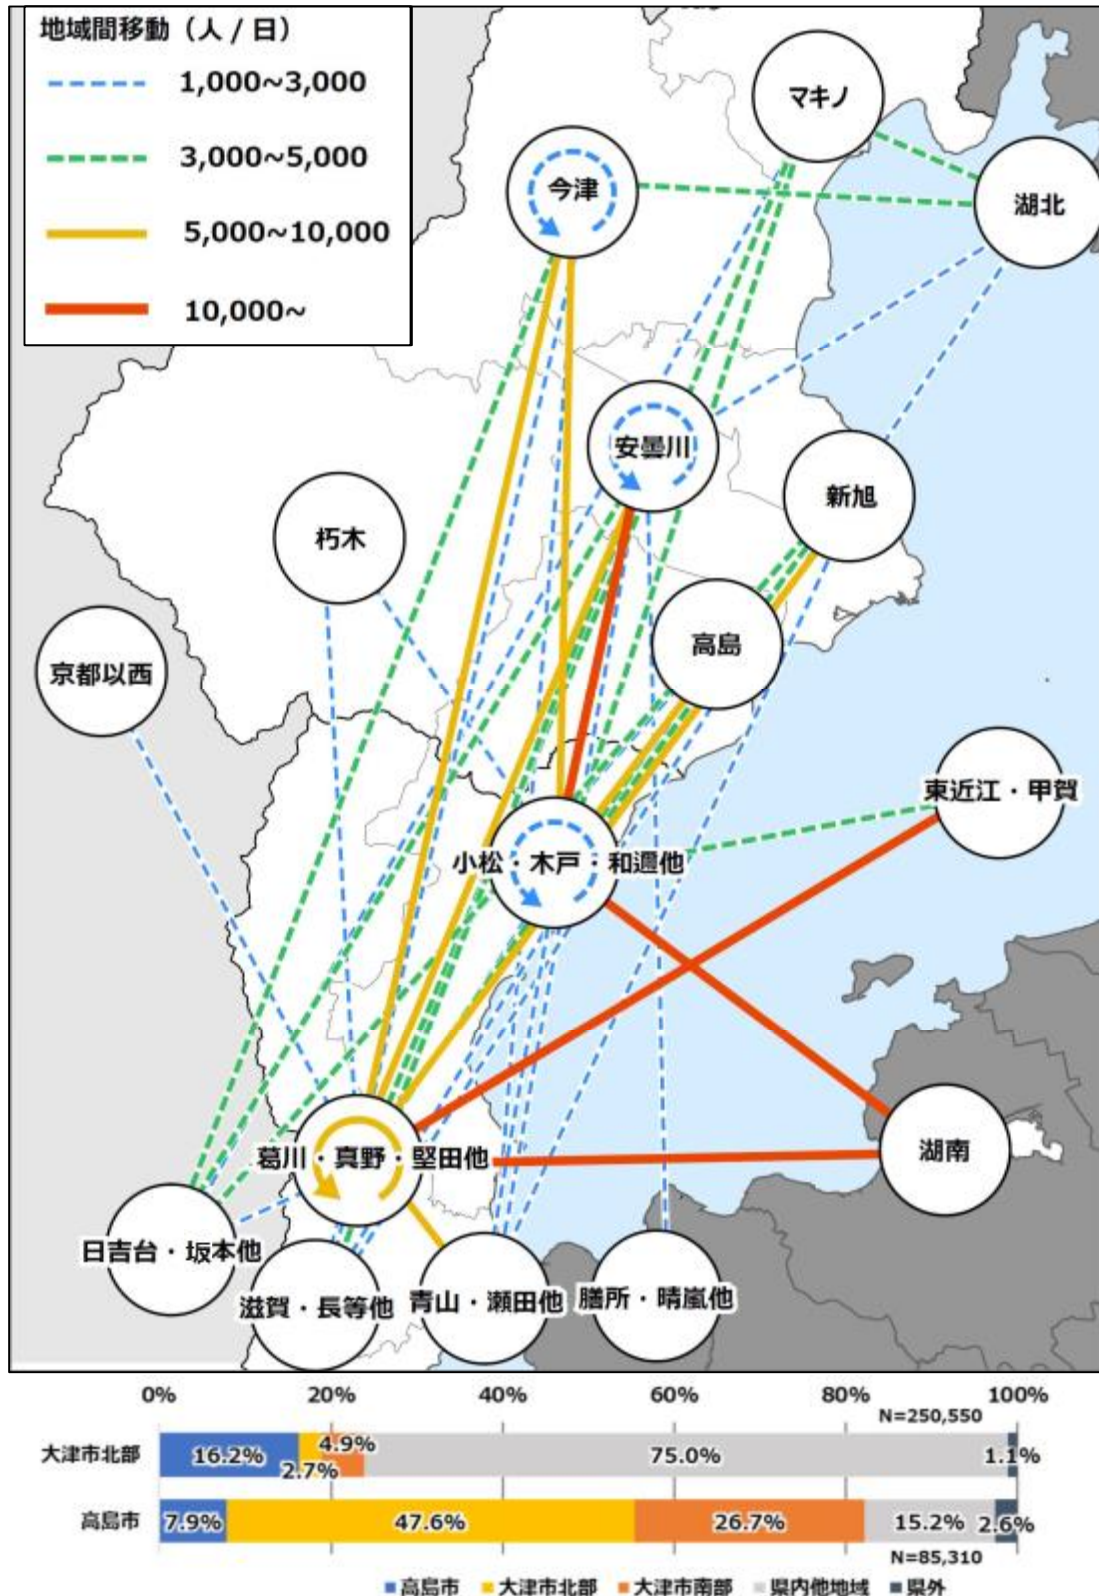 地域間移動（人 / 日）
1,000~3,000
3,000~5,000
5,000~10,000
10,000~
マキノ
今津
湖北
安曇川
新旭
朽木
高島
京都以西
東近江・甲賀
小松・木戸・和邇他
葛川・真野・堅田他
湖南
日吉台・坂本他
滋賀・長等他
青山・瀬田他
膳所・晴嵐他
0% 20% 40% 60% 80% 100%
N=250,550
大津市北部 16.2% 2.7% 4.9% 75.0% 1.1%
高島市 7.9% 47.6% 26.7% 15.2% 2.6%
N=85,310
高島市 大津市北部 大津市南部 県内他地域 県外